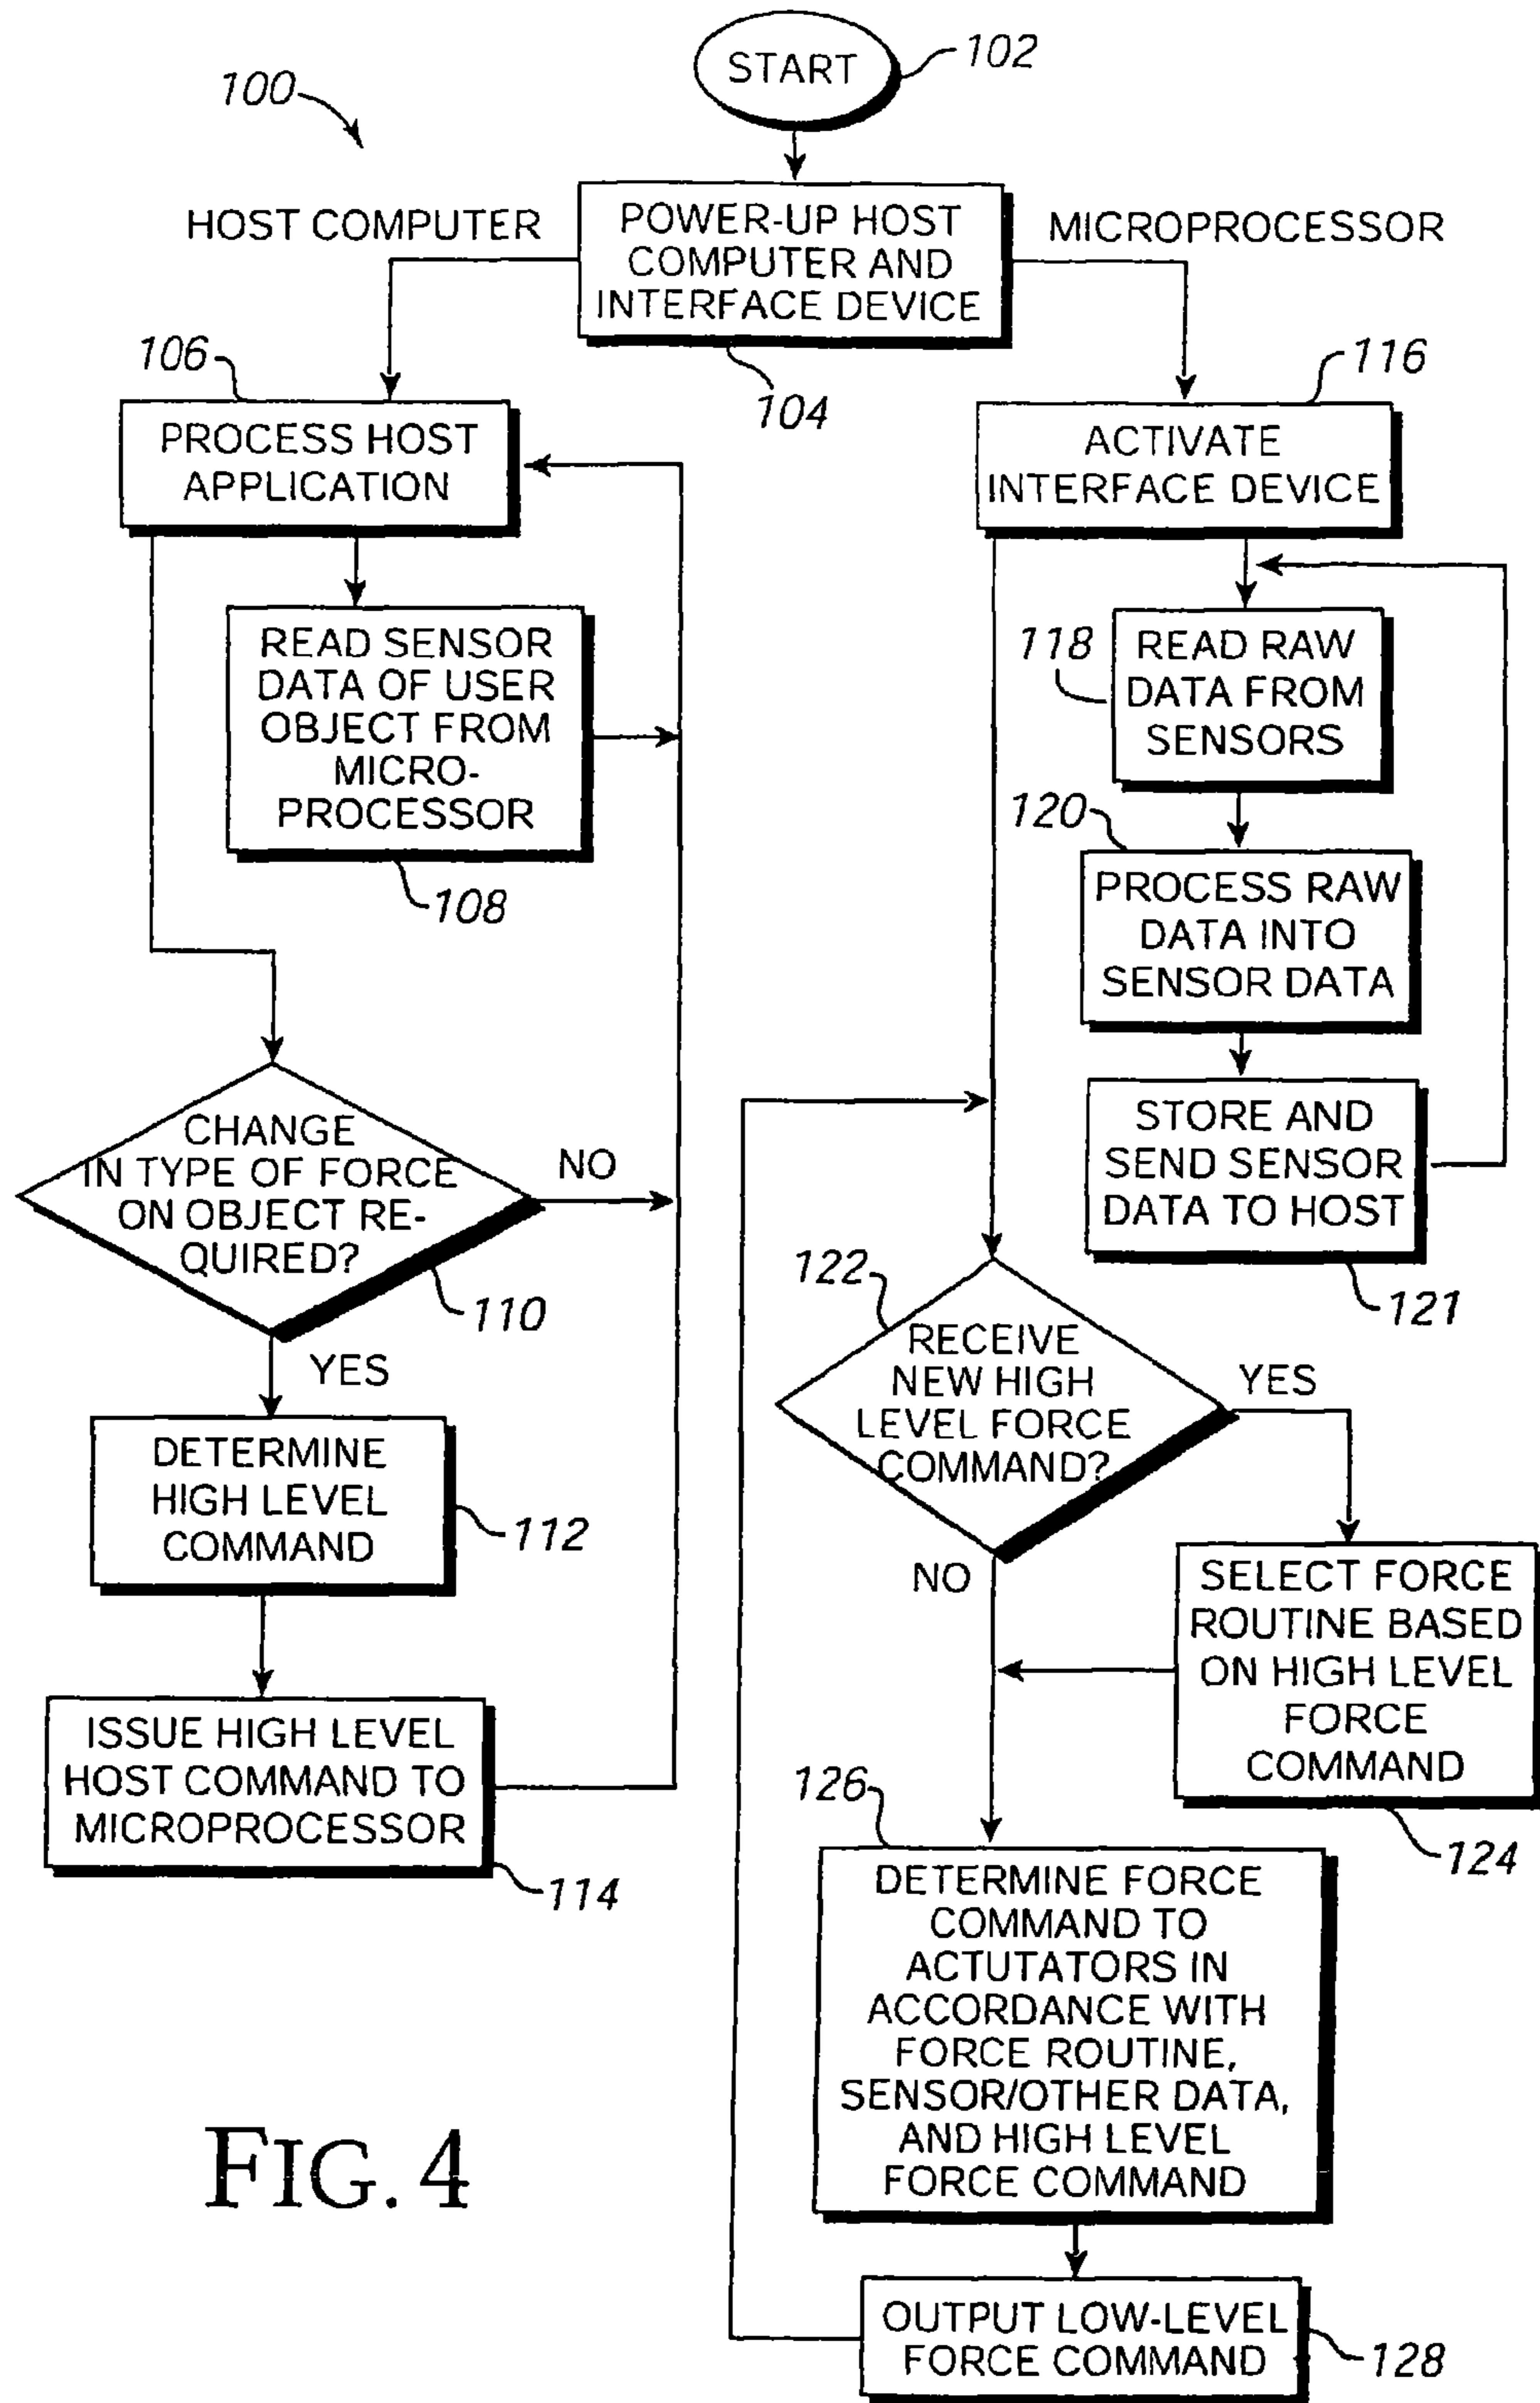 START
102
100
HOST COMPUTER
POWER-UP HOST
COMPUTER AND
INTERFACE DEVICE
MICROPROCESSOR
104
106
PROCESS HOST
APPLICATION
116
ACTIVATE
INTERFACE DEVICE
READ SENSOR
DATA OF USER
OBJECT FROM
MICRO-
PROCESSOR
108
118
READ RAW
DATA FROM
SENSORS
120
PROCESS RAW
DATA INTO
SENSOR DATA
STORE AND
SEND SENSOR
DATA TO HOST
121
CHANGE
IN TYPE OF FORCE
ON OBJECT RE-
QUIRED?
NO
110
YES
DETERMINE
HIGH LEVEL
COMMAND
112
ISSUE HIGH LEVEL
HOST COMMAND TO
MICROPROCESSOR
114
122
RECEIVE
NEW HIGH
LEVEL FORCE
COMMAND?
YES
NO
SELECT FORCE
ROUTINE BASED
ON HIGH LEVEL
FORCE
COMMAND
124
126
DETERMINE FORCE
COMMAND TO
ACTUTATORS IN
ACCORDANCE WITH
FORCE ROUTINE,
SENSOR/OTHER DATA,
AND HIGH LEVEL
FORCE COMMAND
OUTPUT LOW-LEVEL
FORCE COMMAND
128
FIG. 4